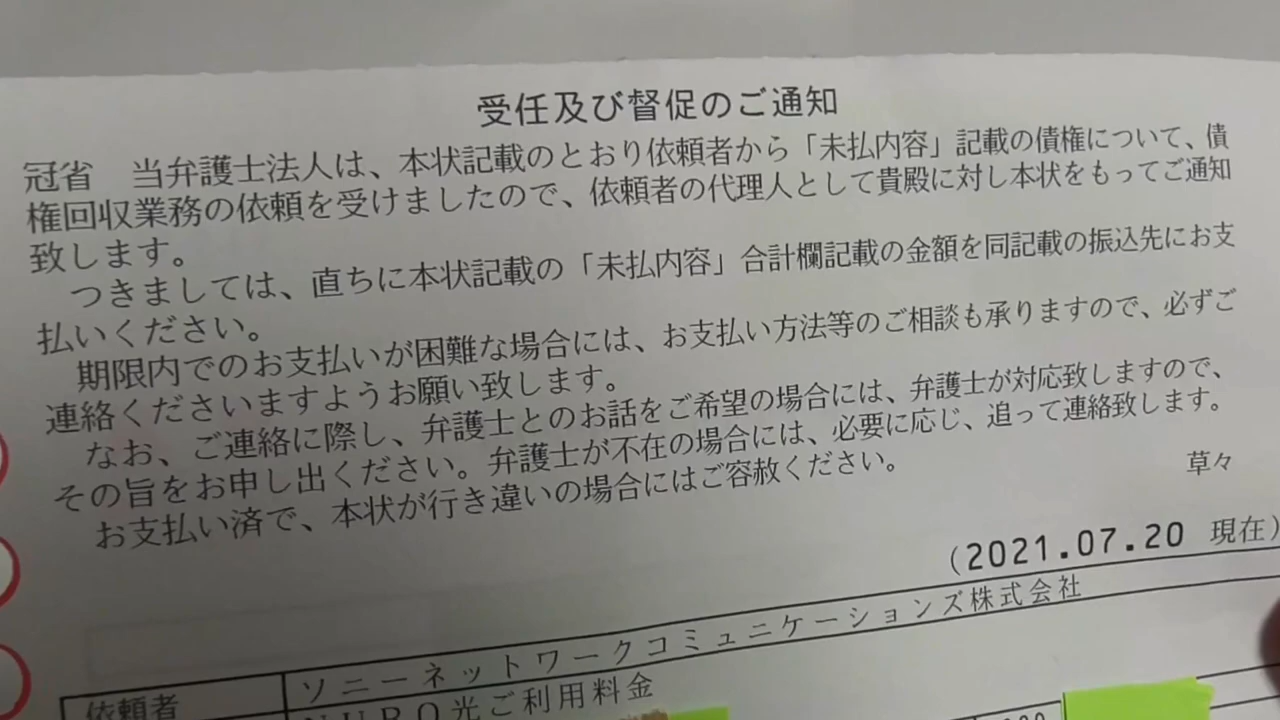 受任及び督促のご通知
冠省　当弁護士法人は、本状記載のとおり依頼者から「未払内容」記載の債権について、債
権回収業務の依頼を受けましたので、依頼者の代理人として貴殿に対し本状をもってご通知
致します。
つきましては、直ちに本状記載の「未払内容」合計欄記載の金額を同記載の振込先にお支
払いください。
期限内でのお支払いが困難な場合には、お支払い方法等のご相談も承りますので、必ずご
連絡くださいますようお願い致します。
なお、ご連絡に際し、弁護士とのお話をご希望の場合には、弁護士が対応致しますので、
その旨をお申し出ください。弁護士が不在の場合には、必要に応じ、追って連絡致します。
お支払い済で、本状が行き違いの場合にはご容赦ください。
草々
(2021.07.20 現在)
依頼者 ソニーネットワークコミュニケーションズ株式会社
NURO光ご利用料金